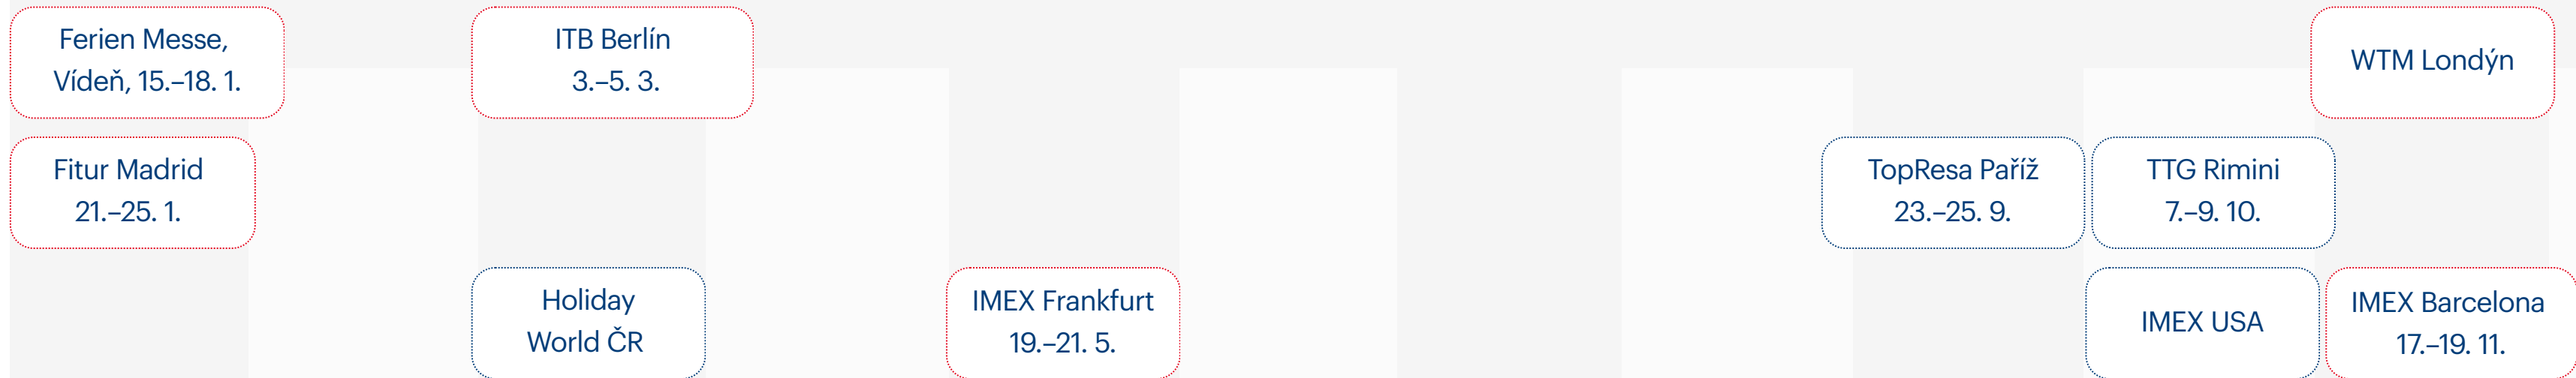 Ferien Messe,
Vídeň, 15.–18. 1.
ITB Berlín
3.–5. 3.
WTM Londýn
Fitur Madrid
21.–25. 1.
TopResa Paříž
23.–25. 9.
TTG Rimini
7.–9. 10.
Holiday
World ČR
IMEX Frankfurt
19.–21. 5.
IMEX USA
IMEX Barcelona
17.–19. 11.